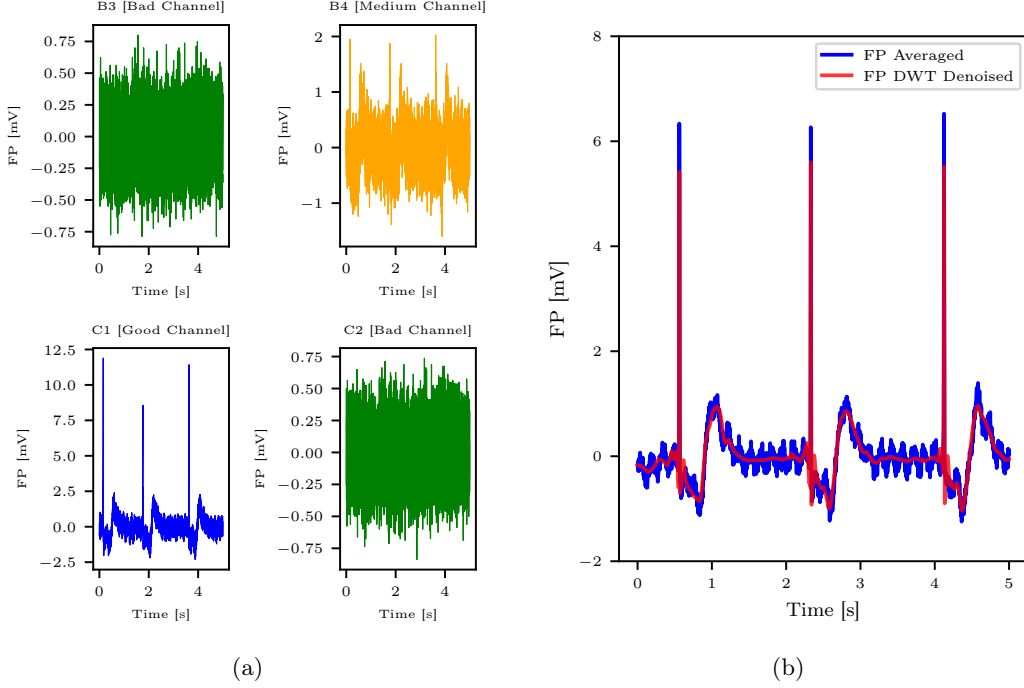 B3 [Bad Channel]
FP [mV]
0.75
0.50
0.25
0.00
−0.25
−0.50
−0.75
0 2 4
Time [s]
B4 [Medium Channel]
FP [mV]
2
1
0
−1
0 2 4
Time [s]
C1 [Good Channel]
FP [mV]
12.5
10.0
7.5
5.0
2.5
0.0
−2.5
0 2 4
Time [s]
C2 [Bad Channel]
FP [mV]
0.75
0.50
0.25
0.00
−0.25
−0.50
−0.75
0 2 4
Time [s]
(a)
FP Averaged
FP DWT Denoised
FP [mV]
8
6
4
2
0
−2
0 1 2 3 4 5
Time [s]
(b)